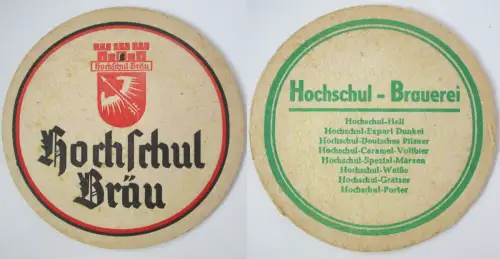 Hochschul-Bräu
Hochschul
Bräu
Hochschul - Brauerei
Hochschul-Hell
Hochschul-Export Dunkel
Hochschul-Deutsches Pilsner
Hochschul-Caramel-Vollbier
Hochschul-Spezial-Märzen
Hochschul-Weiße
Hochschul-Grätzer
Hochschul-Porter